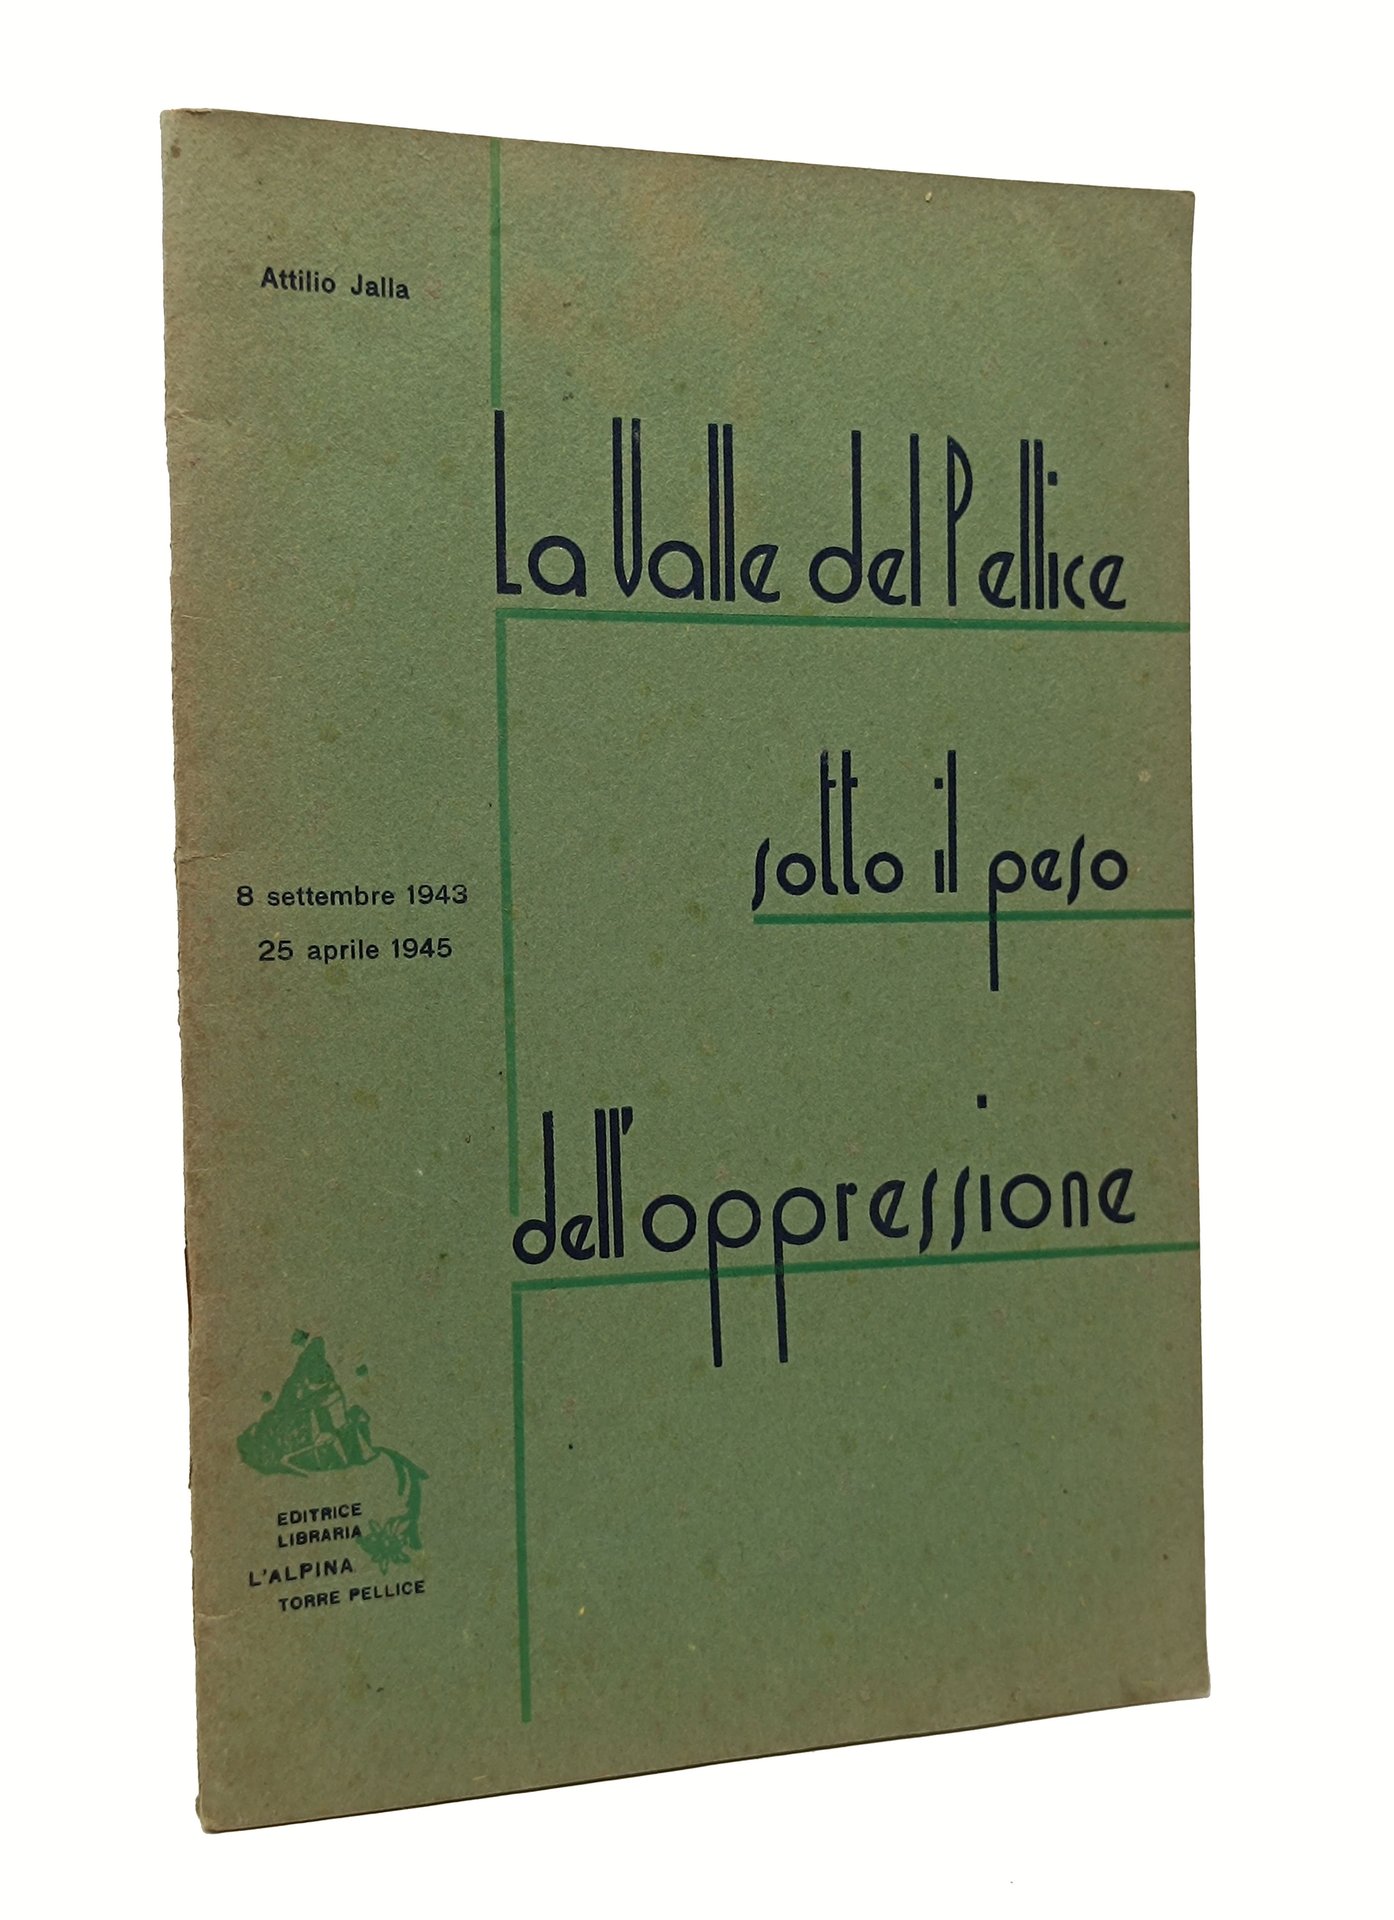 Attilio Jalla
La Valle del Pellice
sotto il peso
8 settembre 1943
25 aprile 1945
dell'oppressione
EDITRICE
LIBRARIA
L'ALPINA
TORRE PELLICE